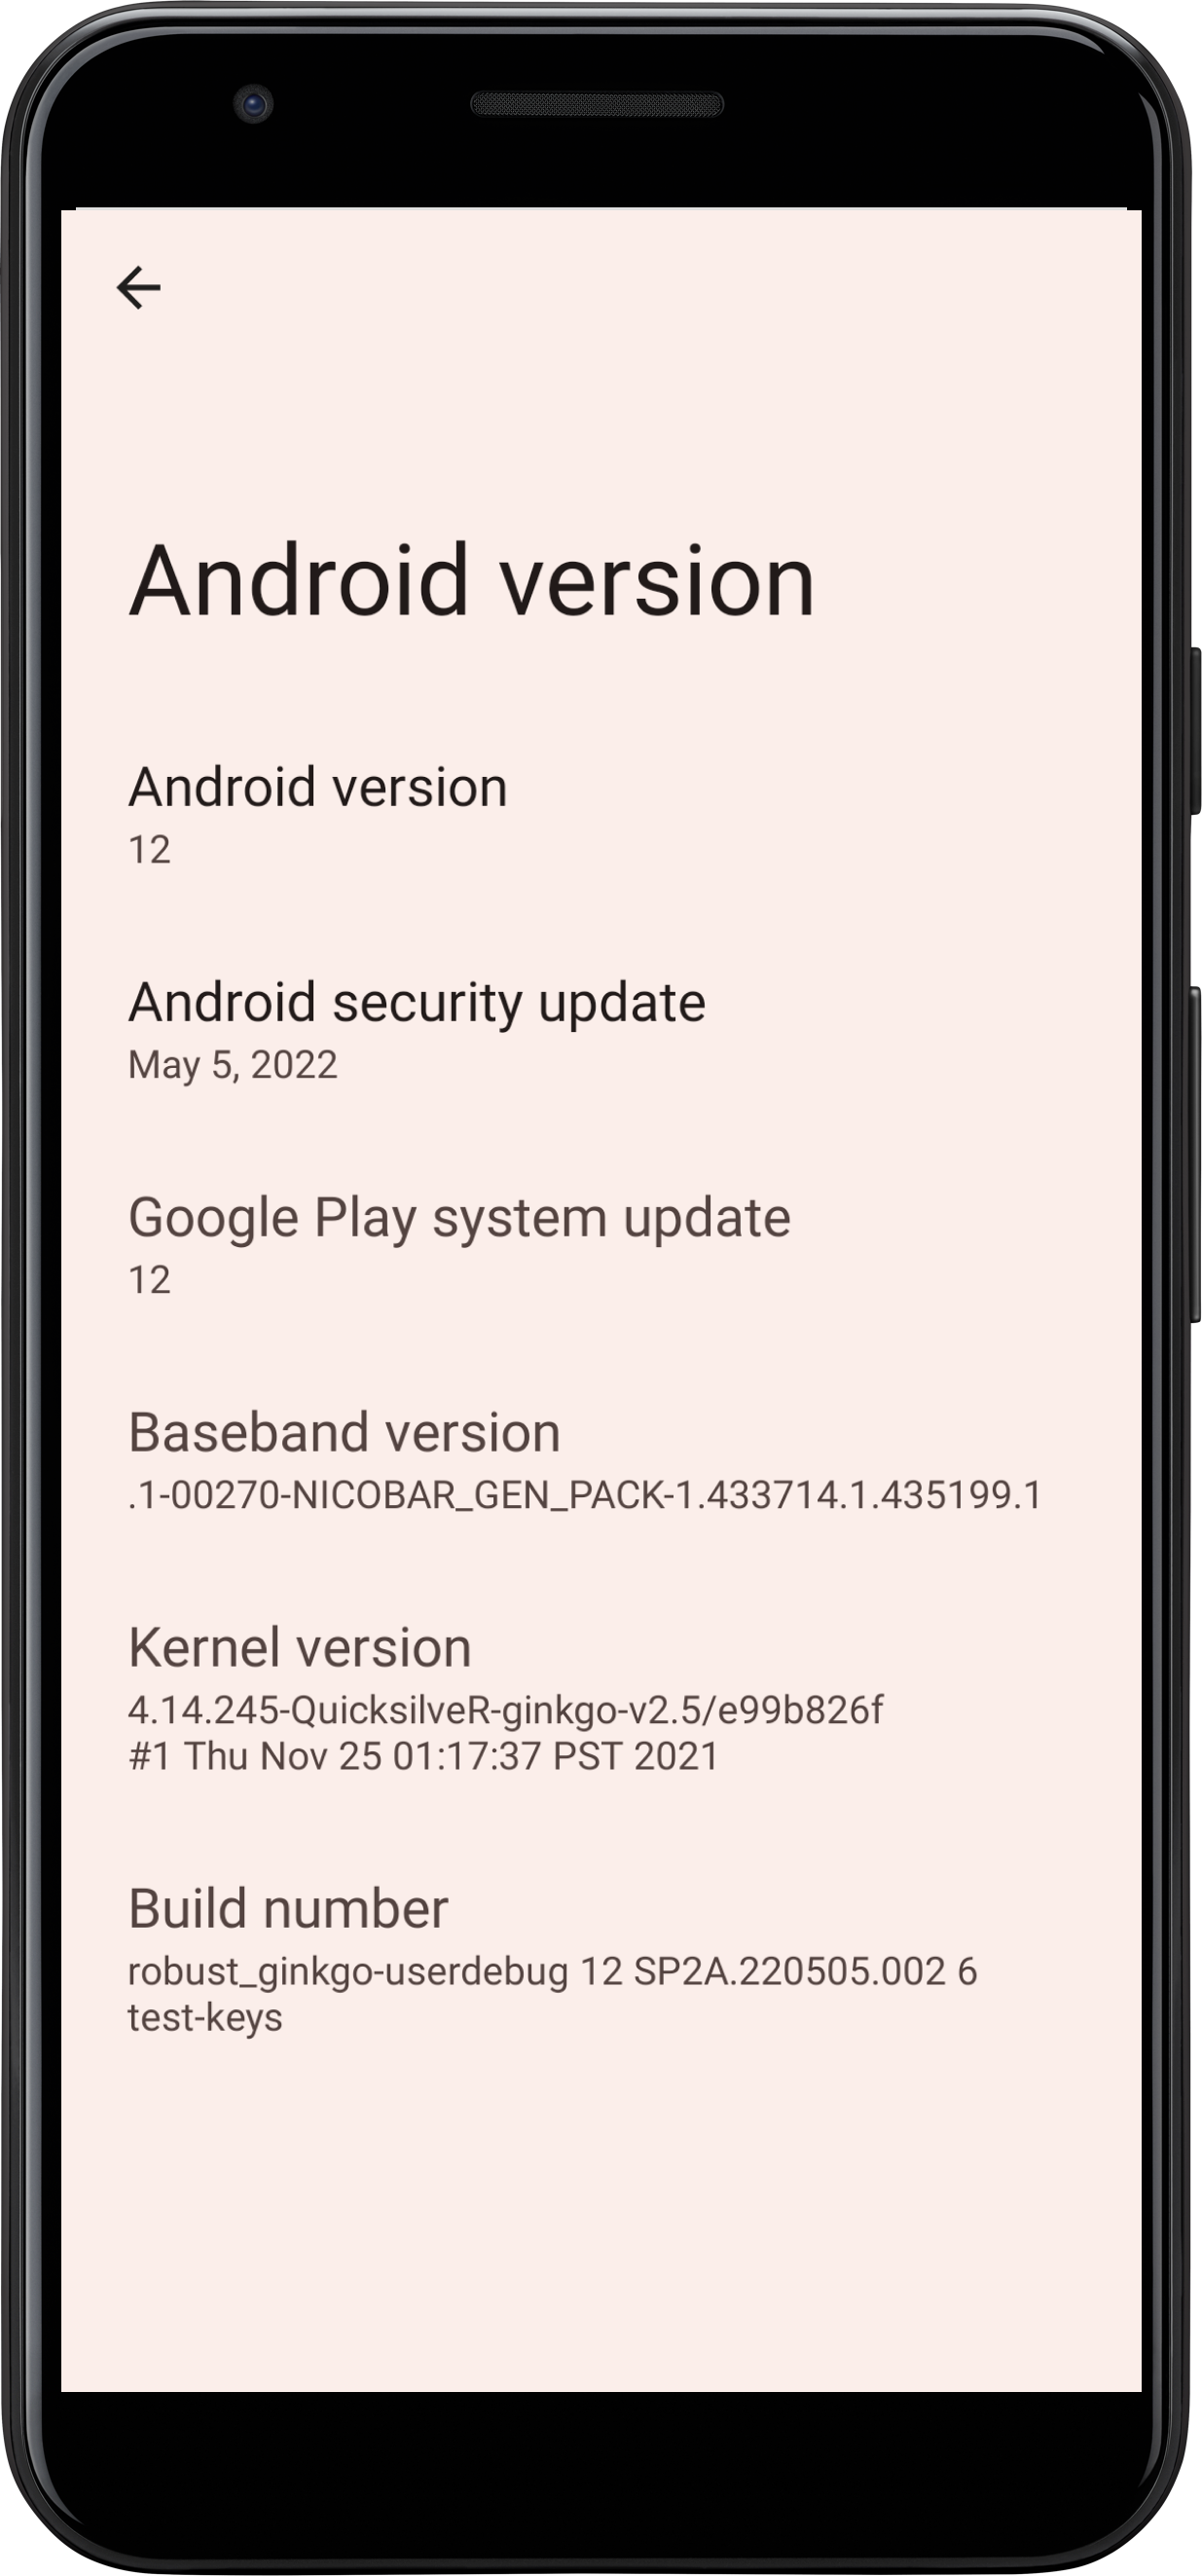 Android version
Android version
12
Android security update
May 5, 2022
Google Play system update
12
Baseband version
.1-00270-NICOBAR_GEN_PACK-1.433714.1.435199.1
Kernel version
4.14.245-QuicksilveR-ginkgo-v2.5/e99b826f
#1 Thu Nov 25 01:17:37 PST 2021
Build number
robust_ginkgo-userdebug 12 SP2A.220505.002 6
test-keys